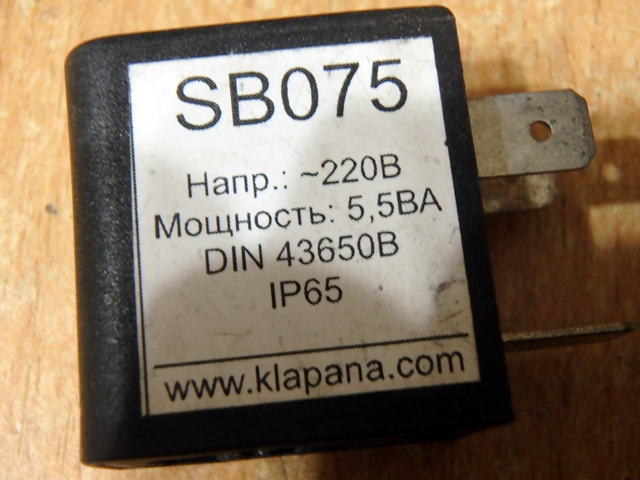 SB075
Напр.: ~220В
Мощность: 5,5ВА
DIN 43650B
IP65
www.klapana.com